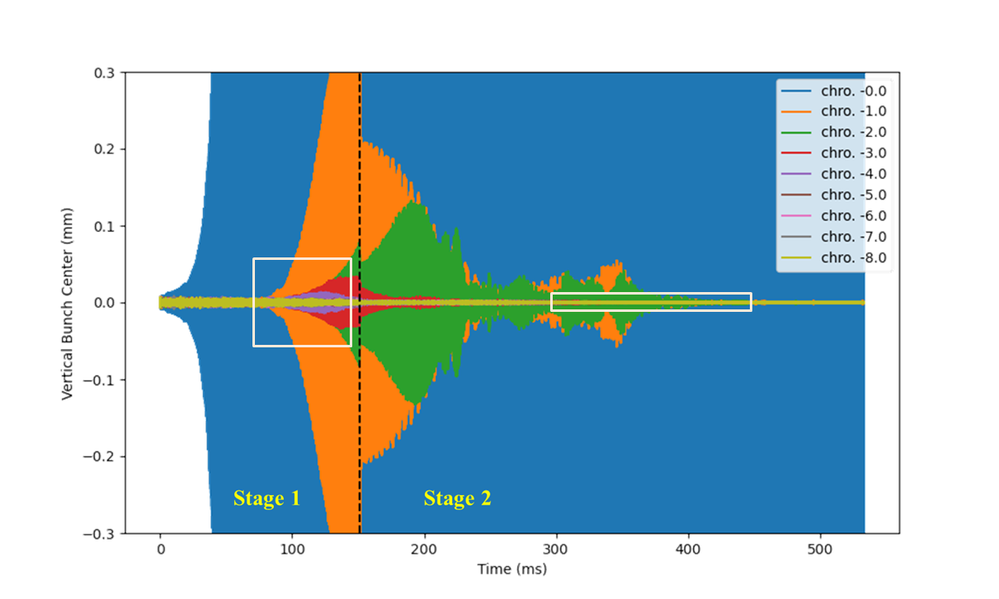 0.3
0.2
0.1
0.0
−0.1
−0.2
−0.3
Vertical Bunch Center (mm)
chro. -0.0
chro. -1.0
chro. -2.0
chro. -3.0
chro. -4.0
chro. -5.0
chro. -6.0
chro. -7.0
chro. -8.0
Stage 1
Stage 2
0 100 200 300 400 500
Time (ms)